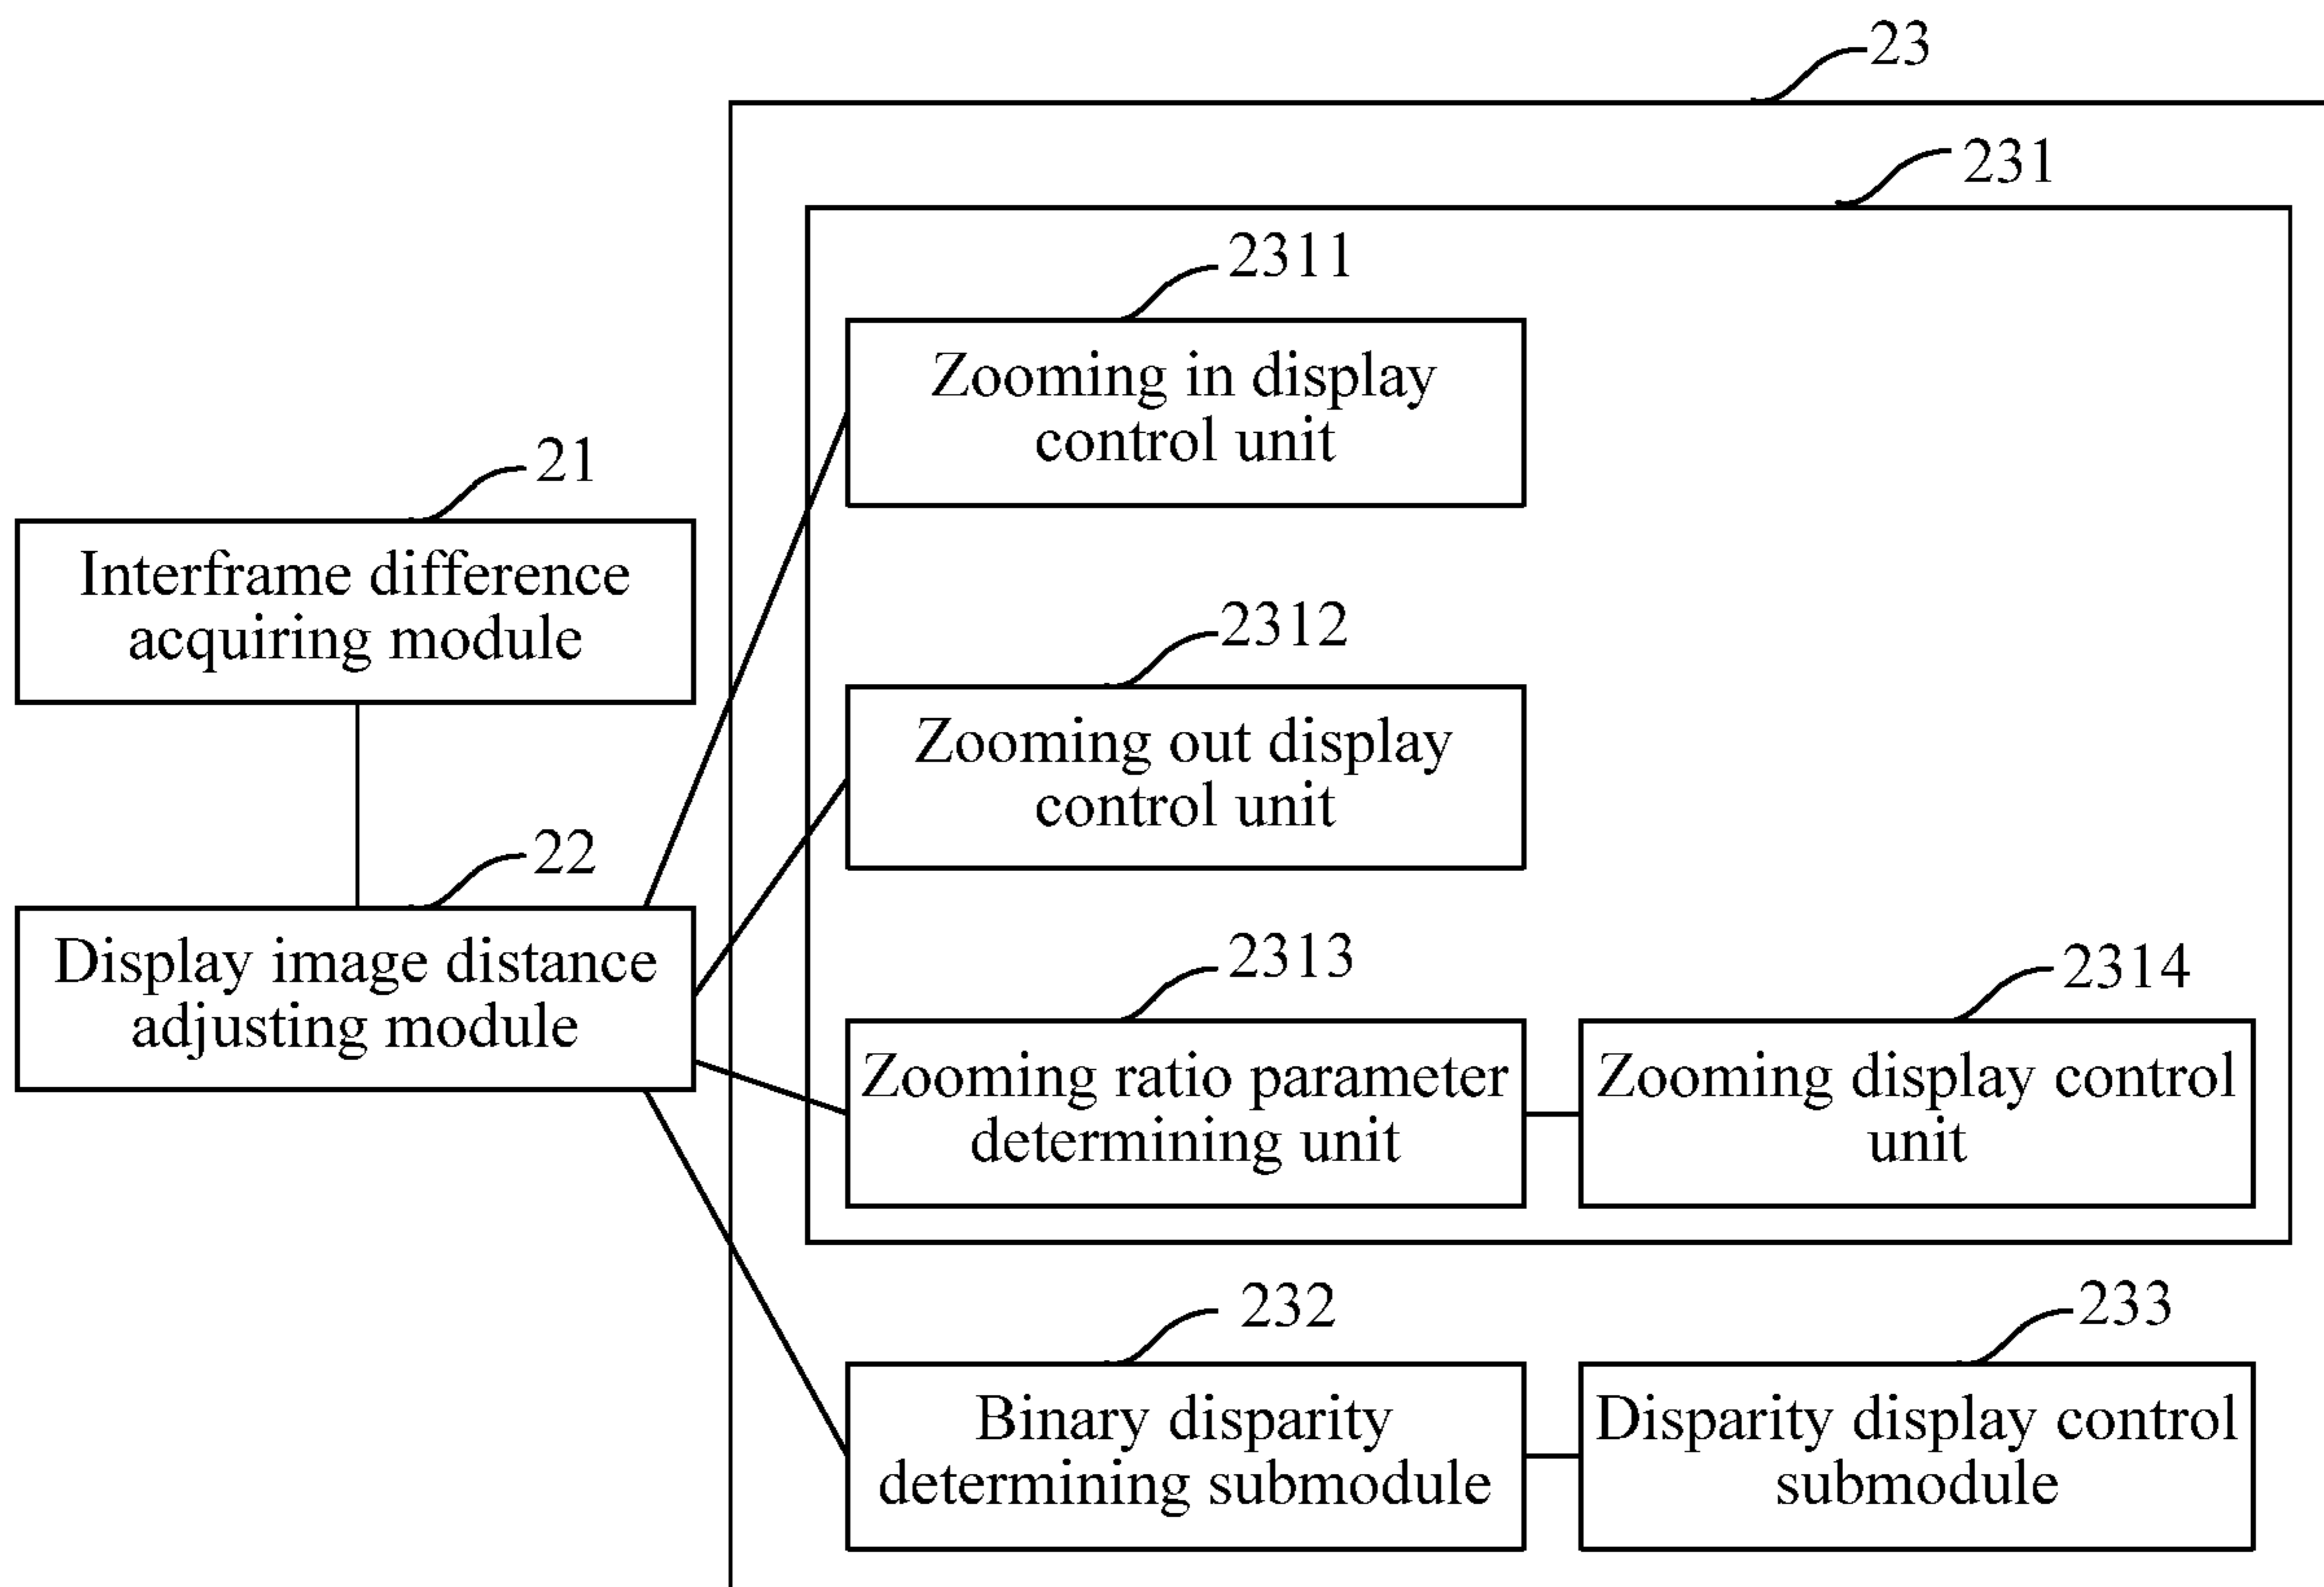 23
231
2311
Zooming in display
control unit
21
Interframe difference
acquiring module
2312
Zooming out display
control unit
22
Display image distance
adjusting module
2313
Zooming ratio parameter
determining unit
2314
Zooming display control
unit
232
Binary disparity
determining submodule
233
Disparity display control
submodule